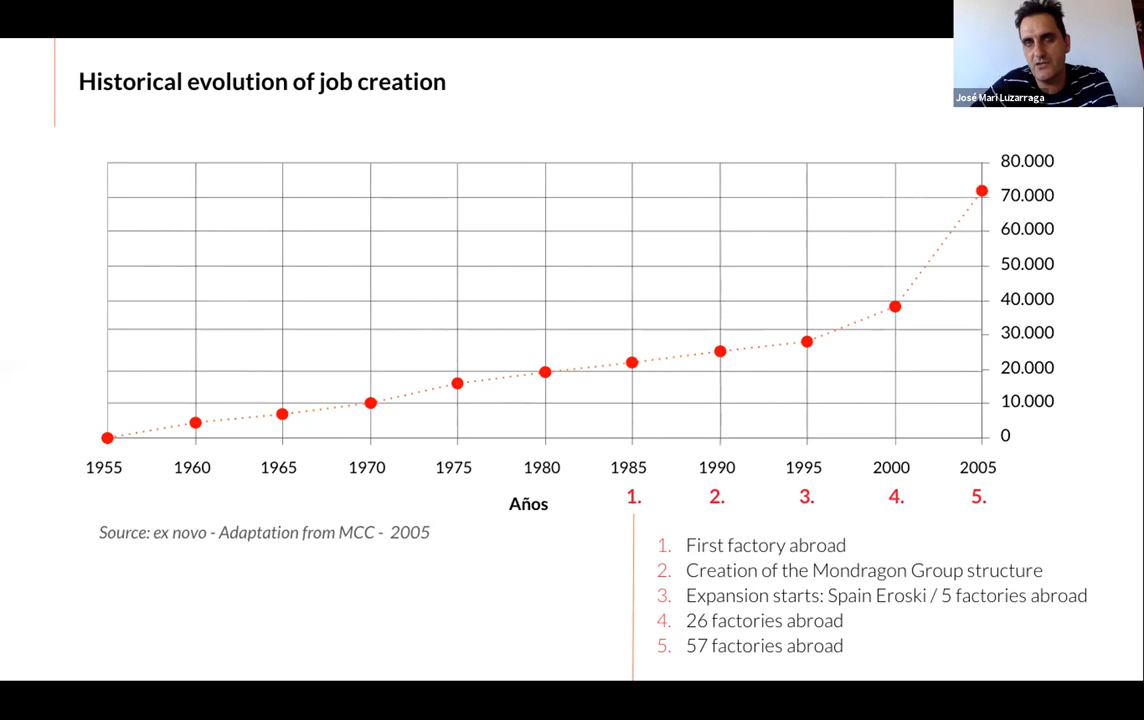 Historical evolution of job creation
José Mari Luzarraga
80.000
70.000
60.000
50.000
40.000
30.000
20.000
10.000
0
1955 1960 1965 1970 1975 1980 1985 1990 1995 2000 2005
Años 1. 2. 3. 4. 5.
Source: ex novo - Adaptation from MCC - 2005
1. First factory abroad
2. Creation of the Mondragon Group structure
3. Expansion starts: Spain Eroski / 5 factories abroad
4. 26 factories abroad
5. 57 factories abroad